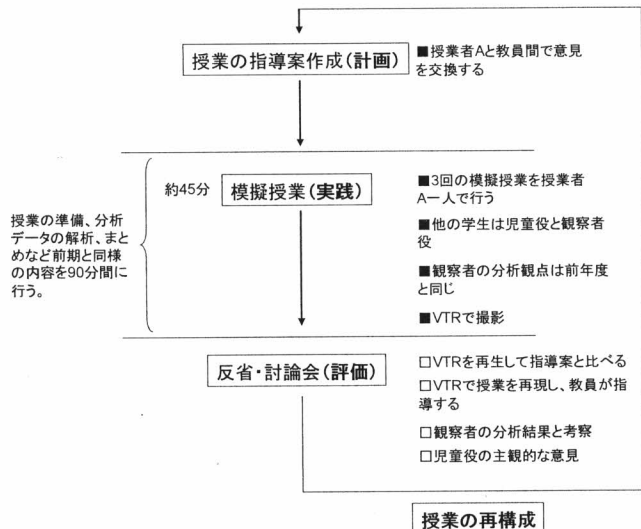 授業の指導案作成(計画)
■授業者Aと教員間で意見
を交換する
約45分
模擬授業(実践)
■3回の模擬授業を授業者
A一人で行う
■他の学生は児童役と観察者
役
■観察者の分析観点は前年度
と同じ
■VTRで撮影
授業の準備、分析
データの解析、まと
めなど前期と同様
の内容を90分間に
行う。
反省・討論会(評価)
□VTRを再生して指導案と比べる
□VTRで授業を再現し、教員が指
導する
□観察者の分析結果と考察
□児童役の主観的な意見
授業の再構成